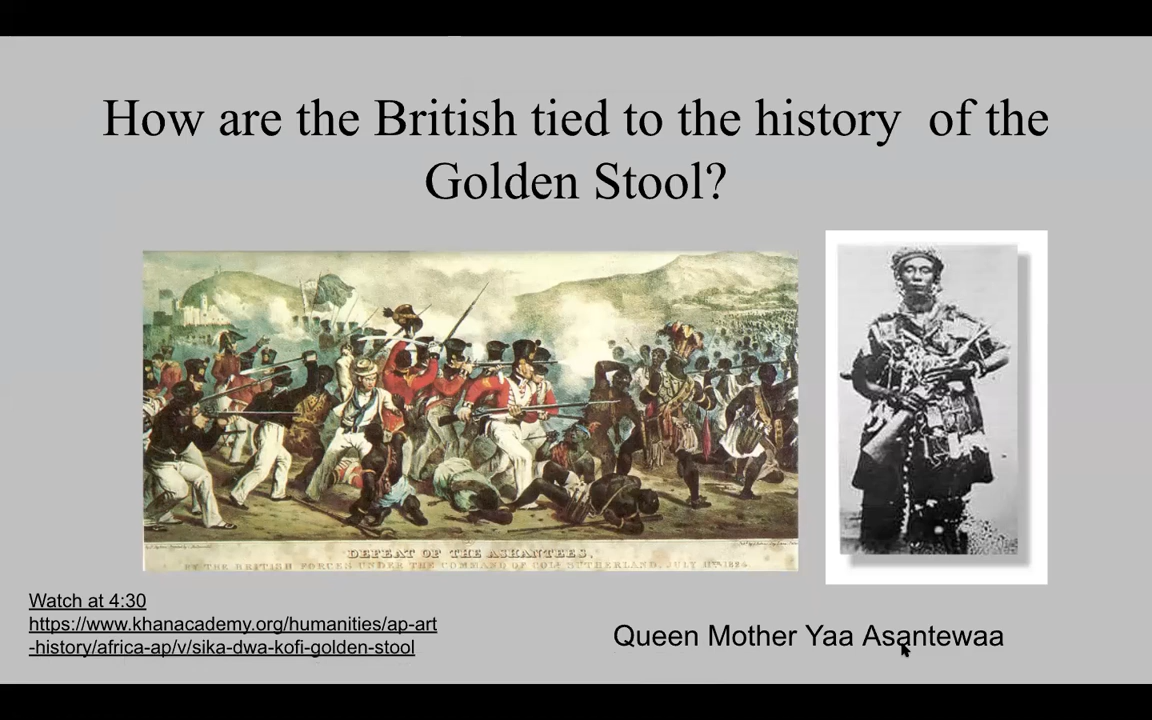 How are the British tied to the history  of the
Golden Stool?
DEFEAT OF THE ASHANTEES,
BY THE BRITISH FORCES UNDER THE COMMAND OF COLL. SUTHERLAND, JULY 11TH 1824
Watch at 4:30
https://www.khanacademy.org/humanities/ap-art
-history/africa-ap/v/sika-dwa-kofi-golden-stool
Queen Mother Yaa Asantewaa